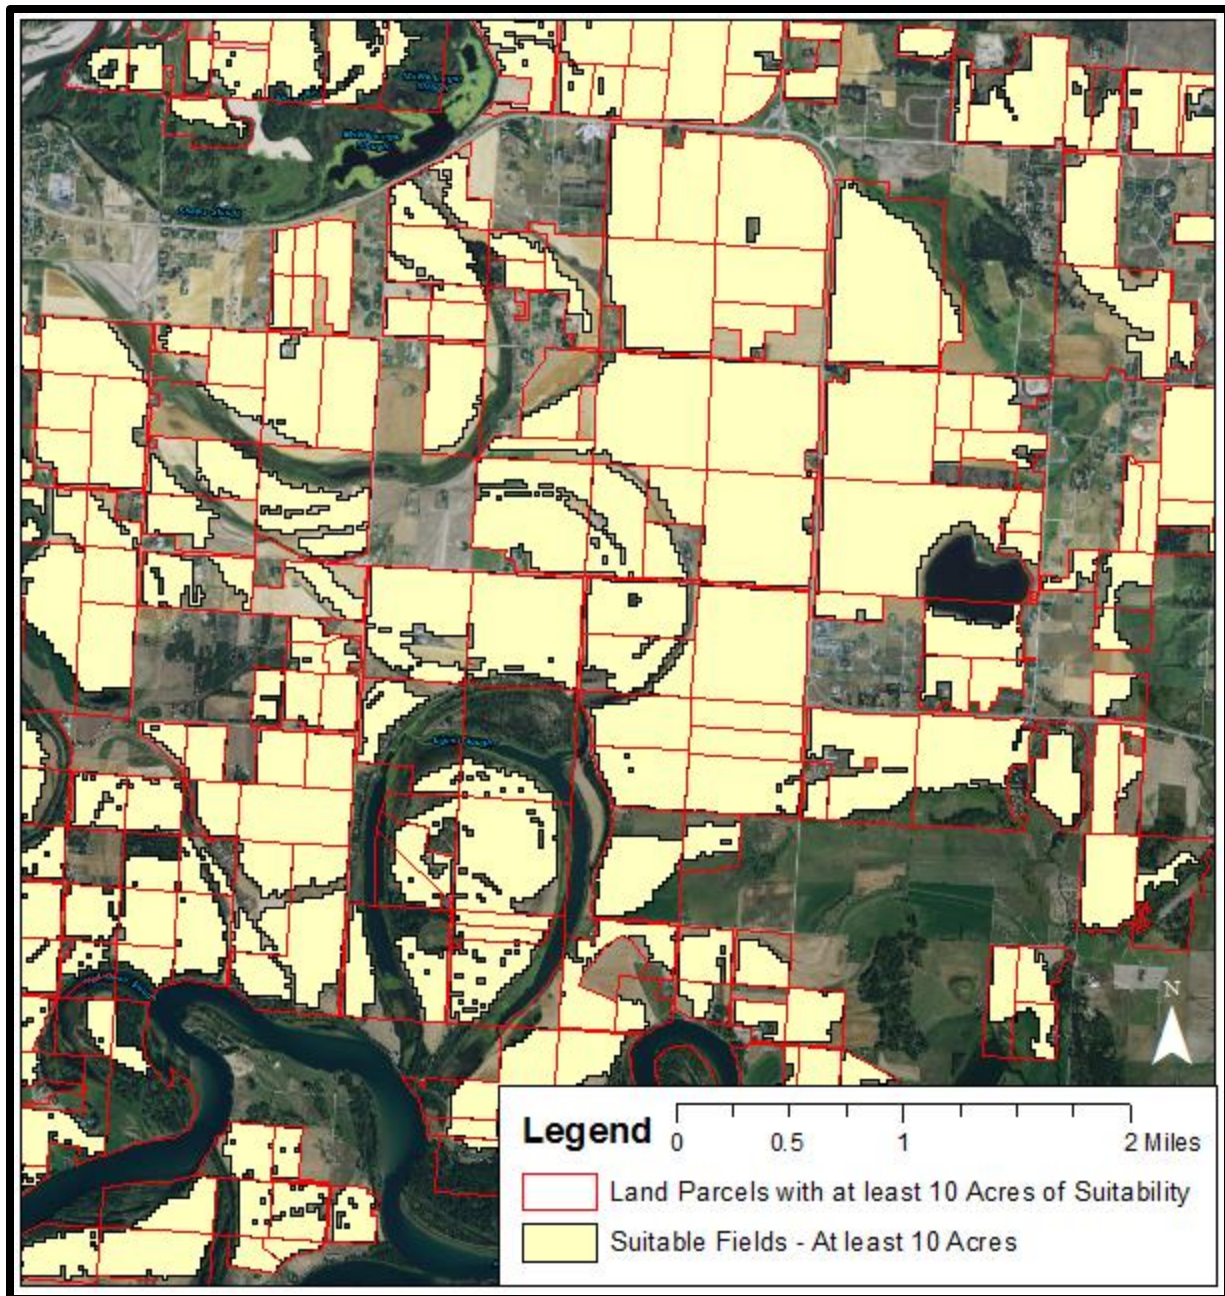 N
Legend
0 0.5 1 2 Miles
Land Parcels with at least 10 Acres of Suitability
Suitable Fields - At least 10 Acres